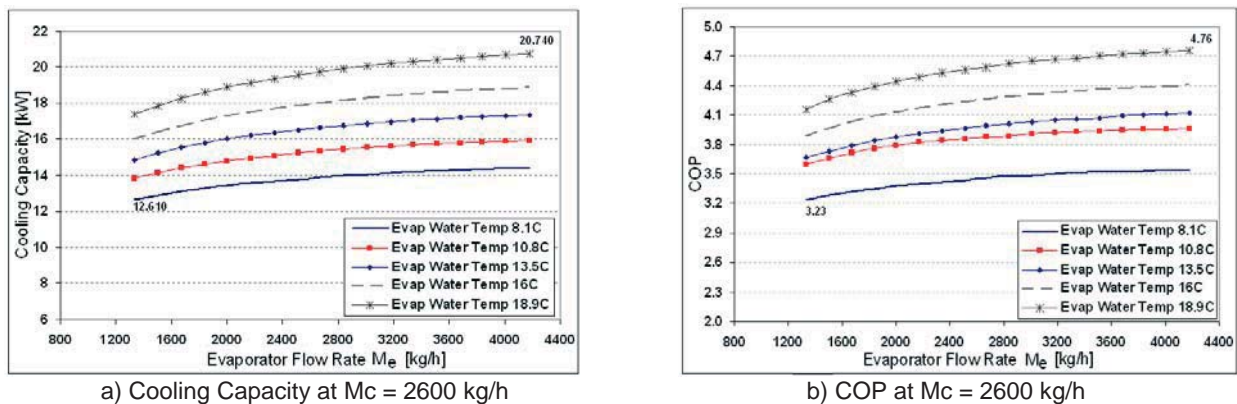 22
20
18
16
14
12
10
8
6
Cooling Capacity [kW]
20.740
12.610
Evap Water Temp 8.1C
Evap Water Temp 10.8C
Evap Water Temp 13.5C
Evap Water Temp 16C
Evap Water Temp 18.9C
800 1200 1600 2000 2400 2800 3200 3600 4000 4400
Evaporator Flow Rate Me [kg/h]
a) Cooling Capacity at Mc = 2600 kg/h
5.0
4.7
4.4
4.1
3.8
3.5
3.2
2.9
2.6
2.3
2.0
COP
4.76
3.23
Evap Water Temp 8.1C
Evap Water Temp 10.8C
Evap Water Temp 13.5C
Evap Water Temp 16C
Evap Water Temp 18.9C
800 1200 1600 2000 2400 2800 3200 3600 4000 4400
Evaporator Flow Rate Me [kg/h]
b) COP at Mc = 2600 kg/h